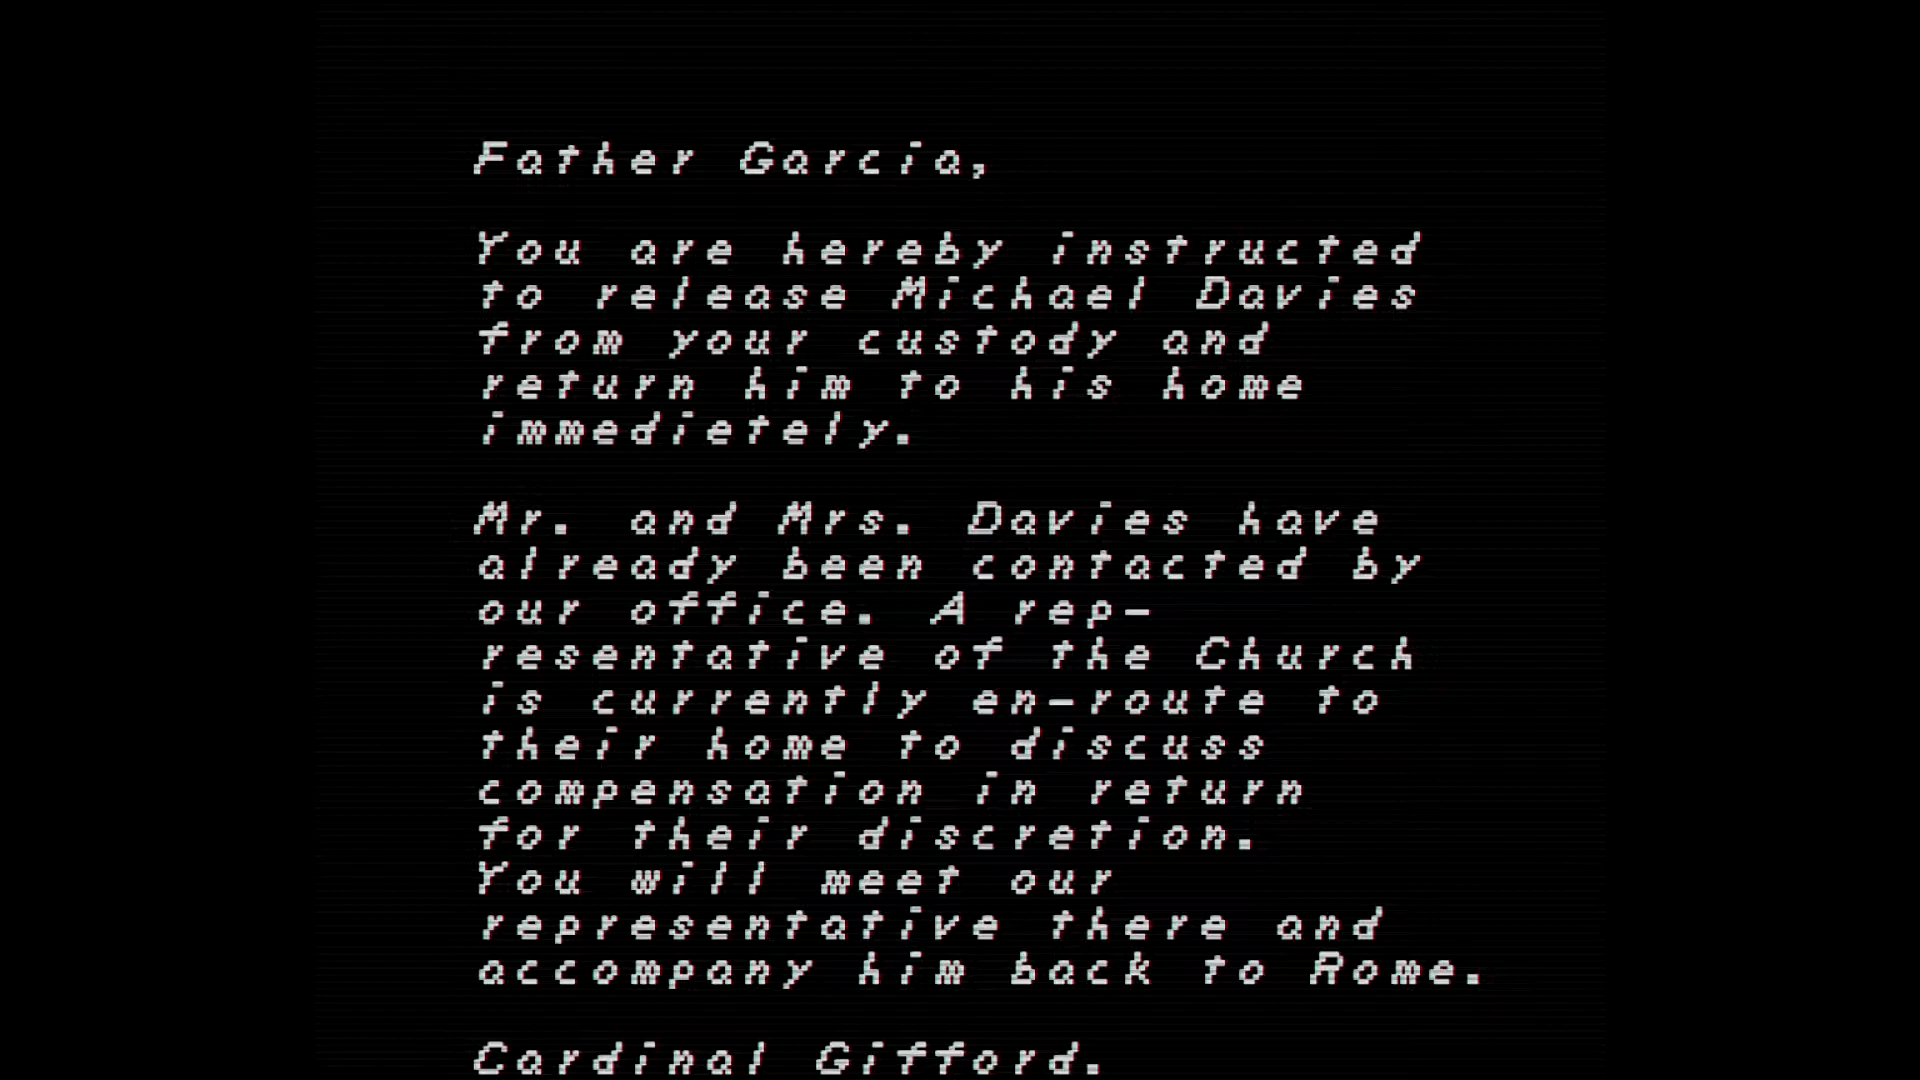 Father Garcia,
You are hereby instructed
to release Michael Davies
from your custody and
return him to his home
immedietely.
Mr. and Mrs. Davies have
already been contacted by
our office. A rep-
resentative of the Church
is currently en-route to
their home to discuss
compensation in return
for their discretion.
You will meet our
representative there and
accompany him back to Rome.
Cardinal Gifford.